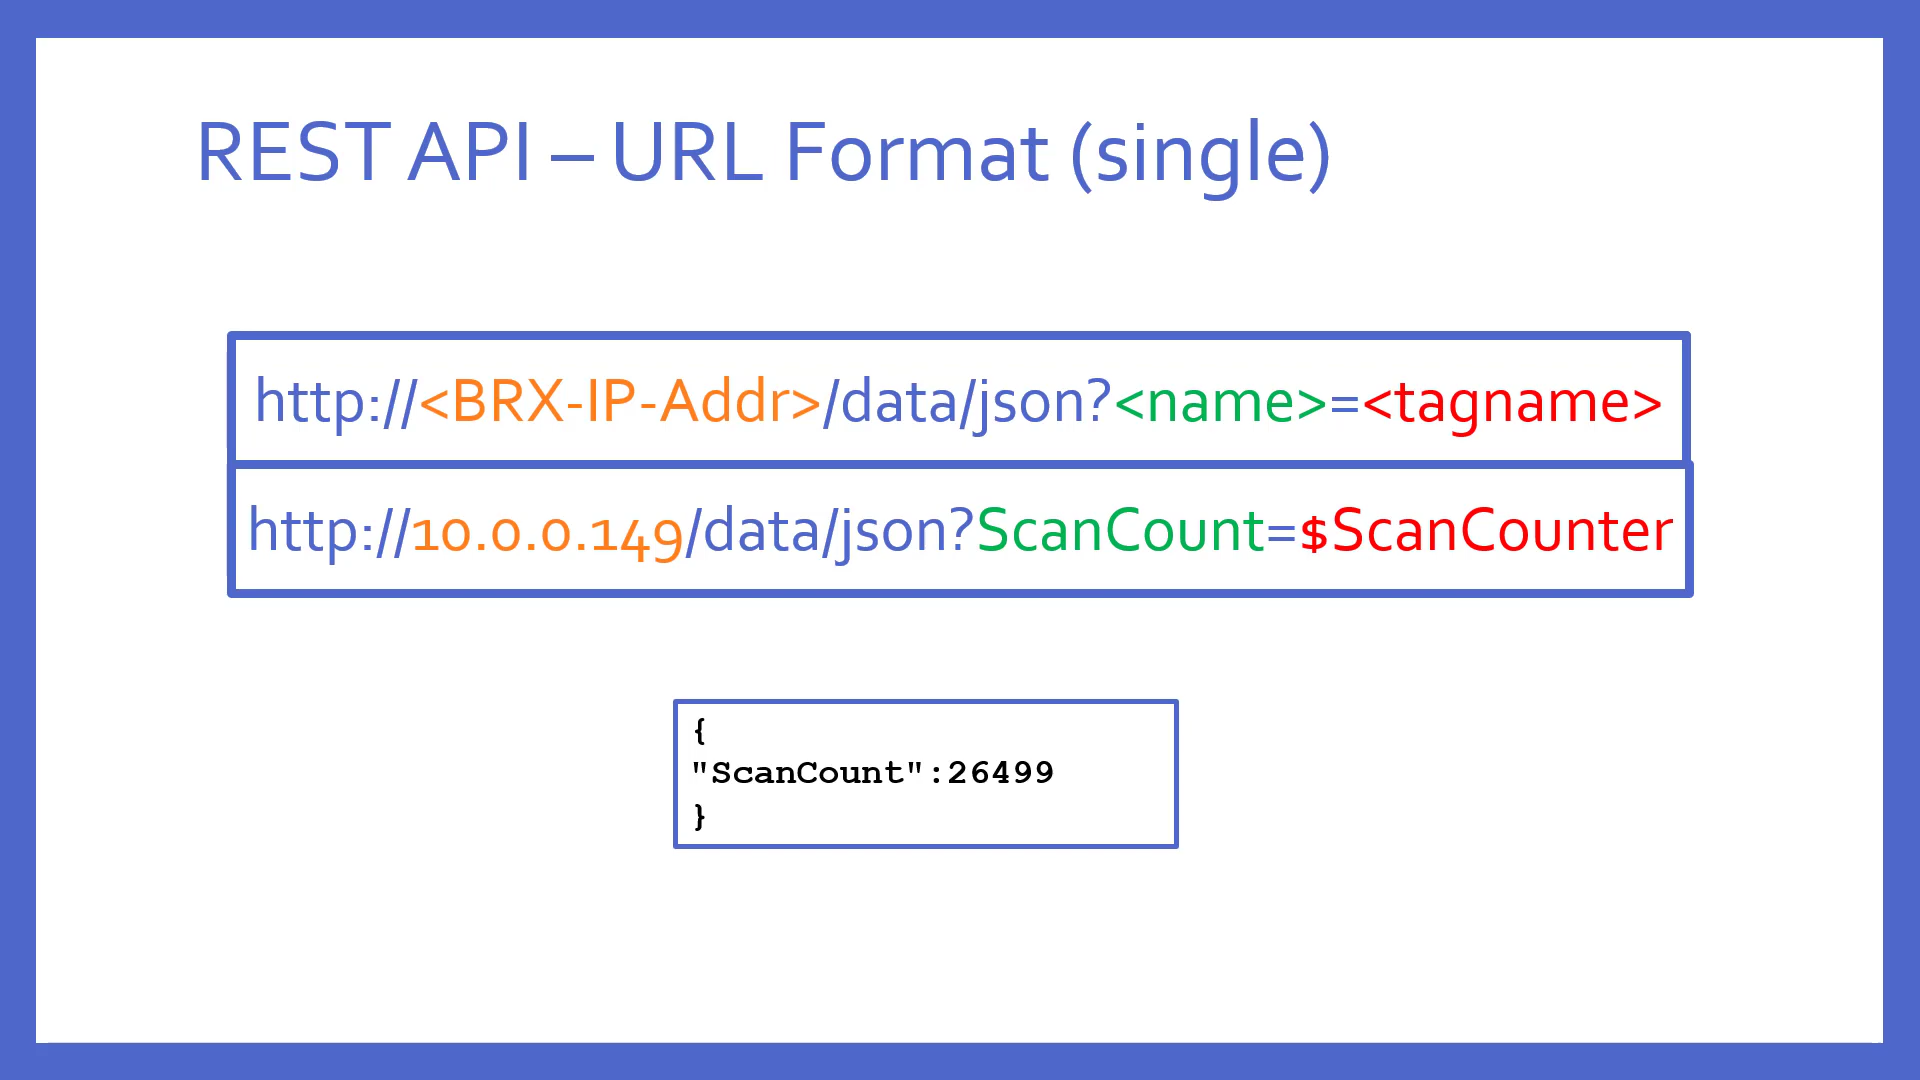 REST API – URL Format (single)
http://<BRX-IP-Addr>/data/json?<name>=<tagname>
http://10.0.0.149/data/json?ScanCount=$ScanCounter
{
"ScanCount":26499
}